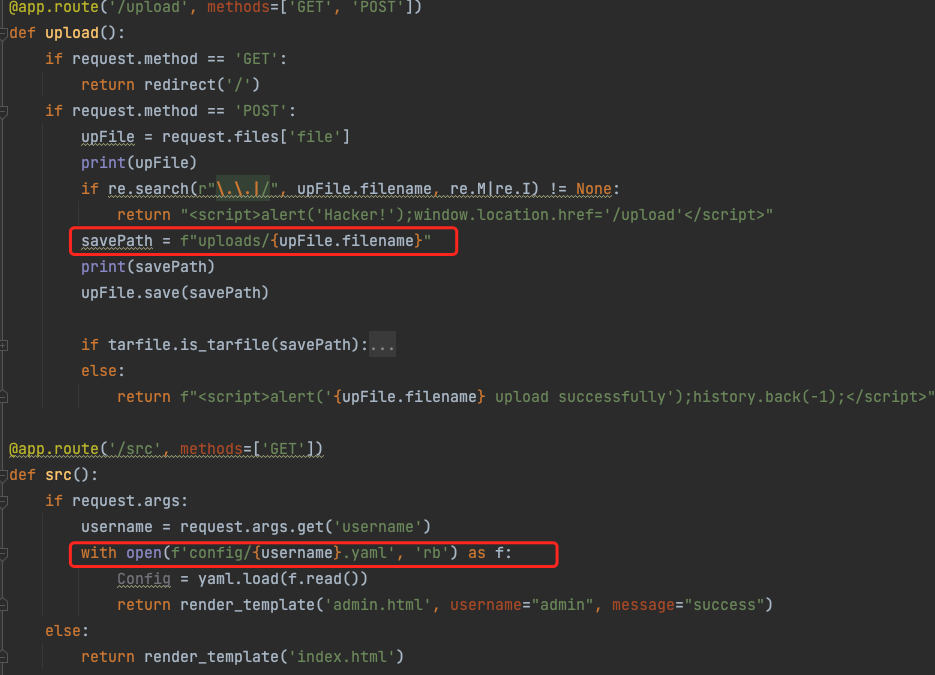 @app.route('/upload', methods=['GET', 'POST'])
def upload():
    if request.method == 'GET':
        return redirect('/')
    if request.method == 'POST':
        upFile = request.files['file']
        print(upFile)
        if re.search(r"\.\.|/", upFile.filename, re.M|re.I) != None:
            return "<script>alert('Hacker!');window.location.href='/upload'</script>"
        savePath = f"uploads/{upFile.filename}"
        print(savePath)
        upFile.save(savePath)
        if tarfile.is_tarfile(savePath):...
        else:
            return f"<script>alert('{upFile.filename} upload successfully');history.back(-1);</script>"
@app.route('/src', methods=['GET'])
def src():
    if request.args:
        username = request.args.get('username')
        with open(f'config/{username}.yaml', 'rb') as f:
            Config = yaml.load(f.read())
            return render_template('admin.html', username="admin", message="success")
    else:
        return render_template('index.html')